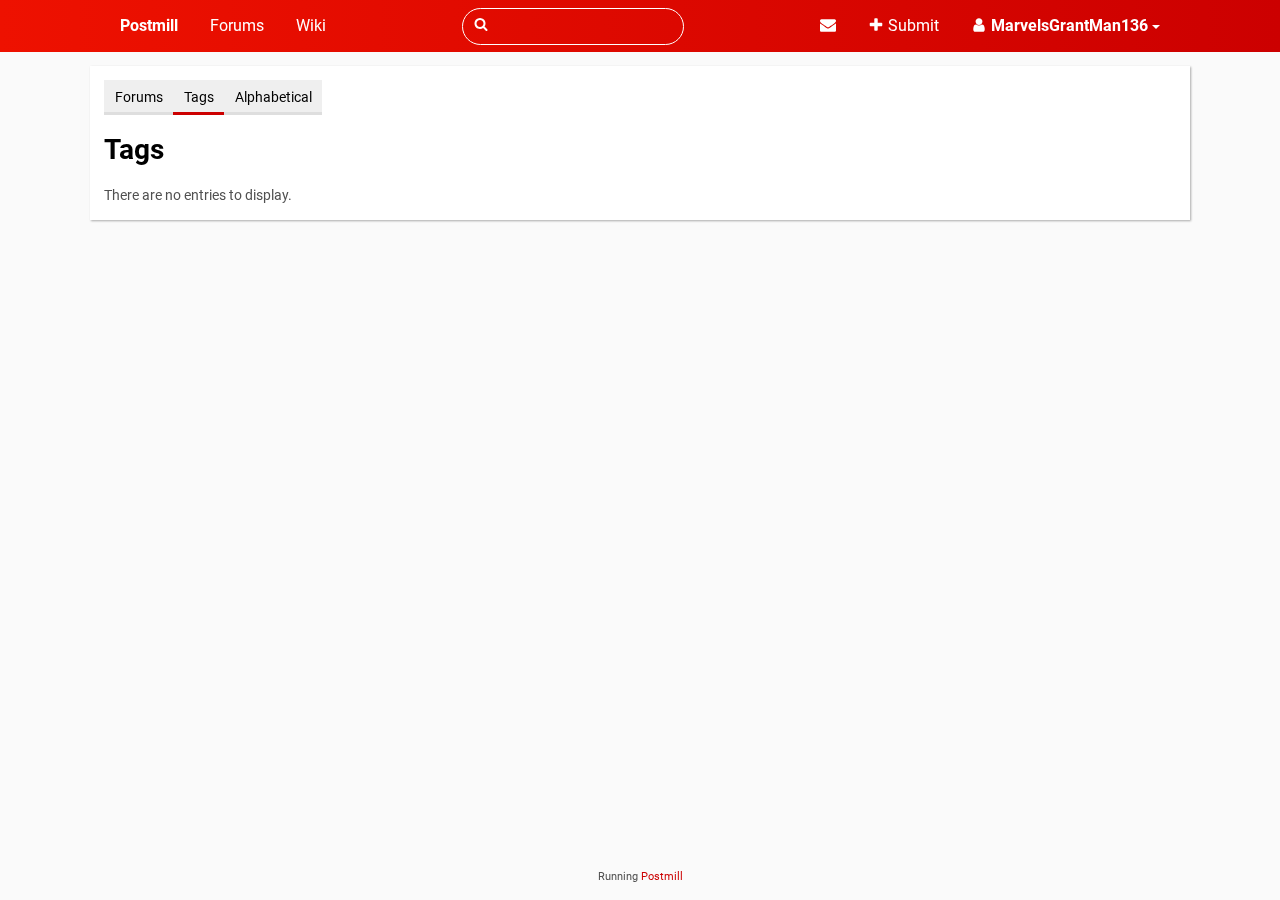 Postmill Forums Wiki Submit MarvelsGrantMan136
Forums Tags Alphabetical
Tags
There are no entries to display.
Running Postmill